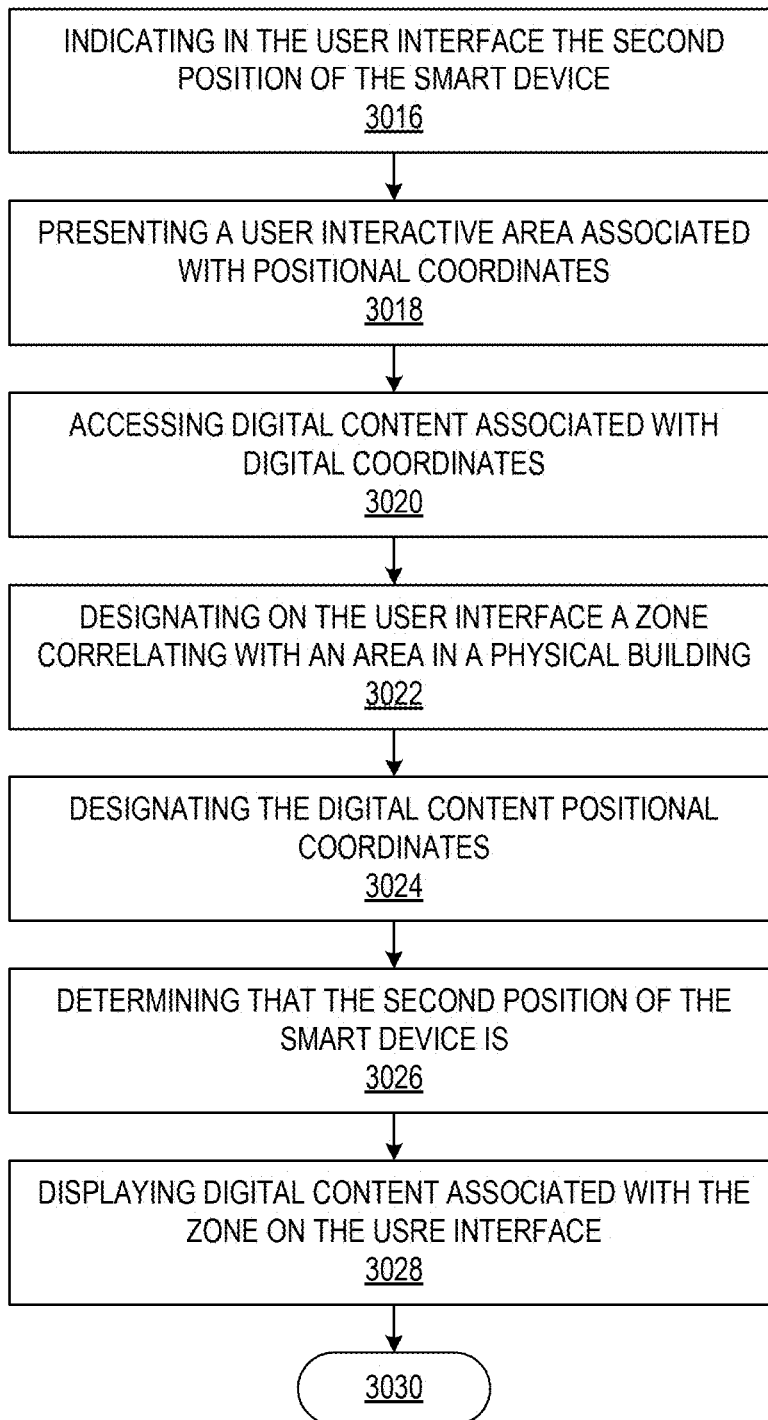 INDICATING IN THE USER INTERFACE THE SECOND
POSITION OF THE SMART DEVICE
3016
PRESENTING A USER INTERACTIVE AREA ASSOCIATED
WITH POSITIONAL COORDINATES
3018
ACCESSING DIGITAL CONTENT ASSOCIATED WITH
DIGITAL COORDINATES
3020
DESIGNATING ON THE USER INTERFACE A ZONE
CORRELATING WITH AN AREA IN A PHYSICAL BUILDING
3022
DESIGNATING THE DIGITAL CONTENT POSITIONAL
COORDINATES
3024
DETERMINING THAT THE SECOND POSITION OF THE
SMART DEVICE IS
3026
DISPLAYING DIGITAL CONTENT ASSOCIATED WITH THE
ZONE ON THE USRE INTERFACE
3028
3030